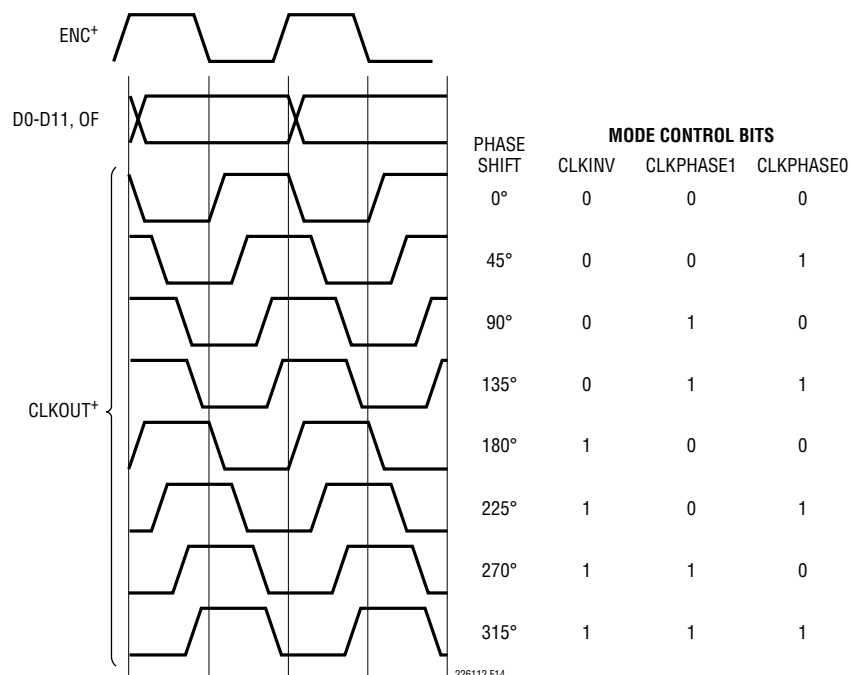 ENC+
D0-D11, OF
PHASE SHIFT
MODE CONTROL BITS
CLKINV CLKPHASE1 CLKPHASE0
0° 0 0 0
45° 0 0 1
90° 0 1 0
135° 0 1 1
CLKOUT+
180° 1 0 0
225° 1 0 1
270° 1 1 0
315° 1 1 1
226112 F14